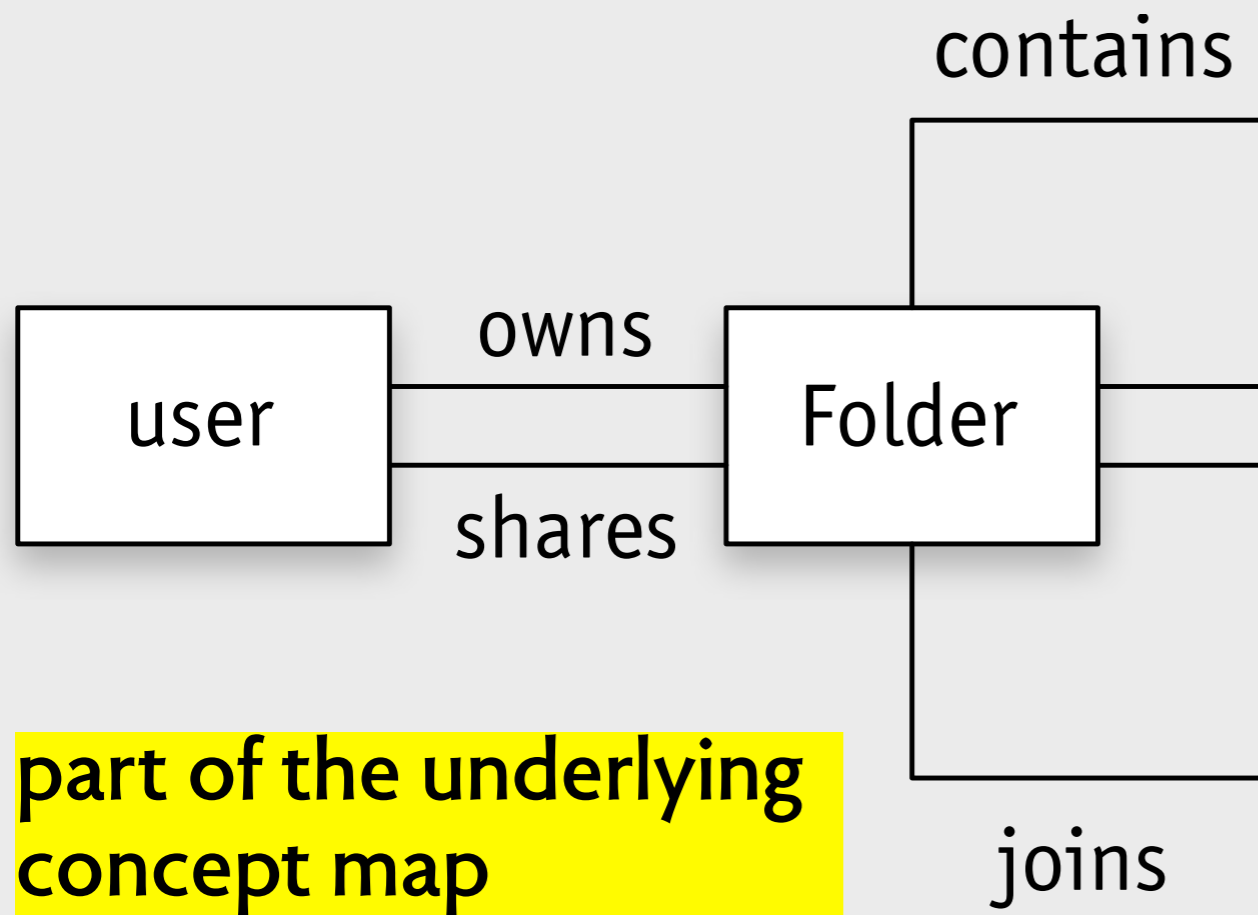 contains
owns
user
Folder
shares
part of the underlying
concept map
joins